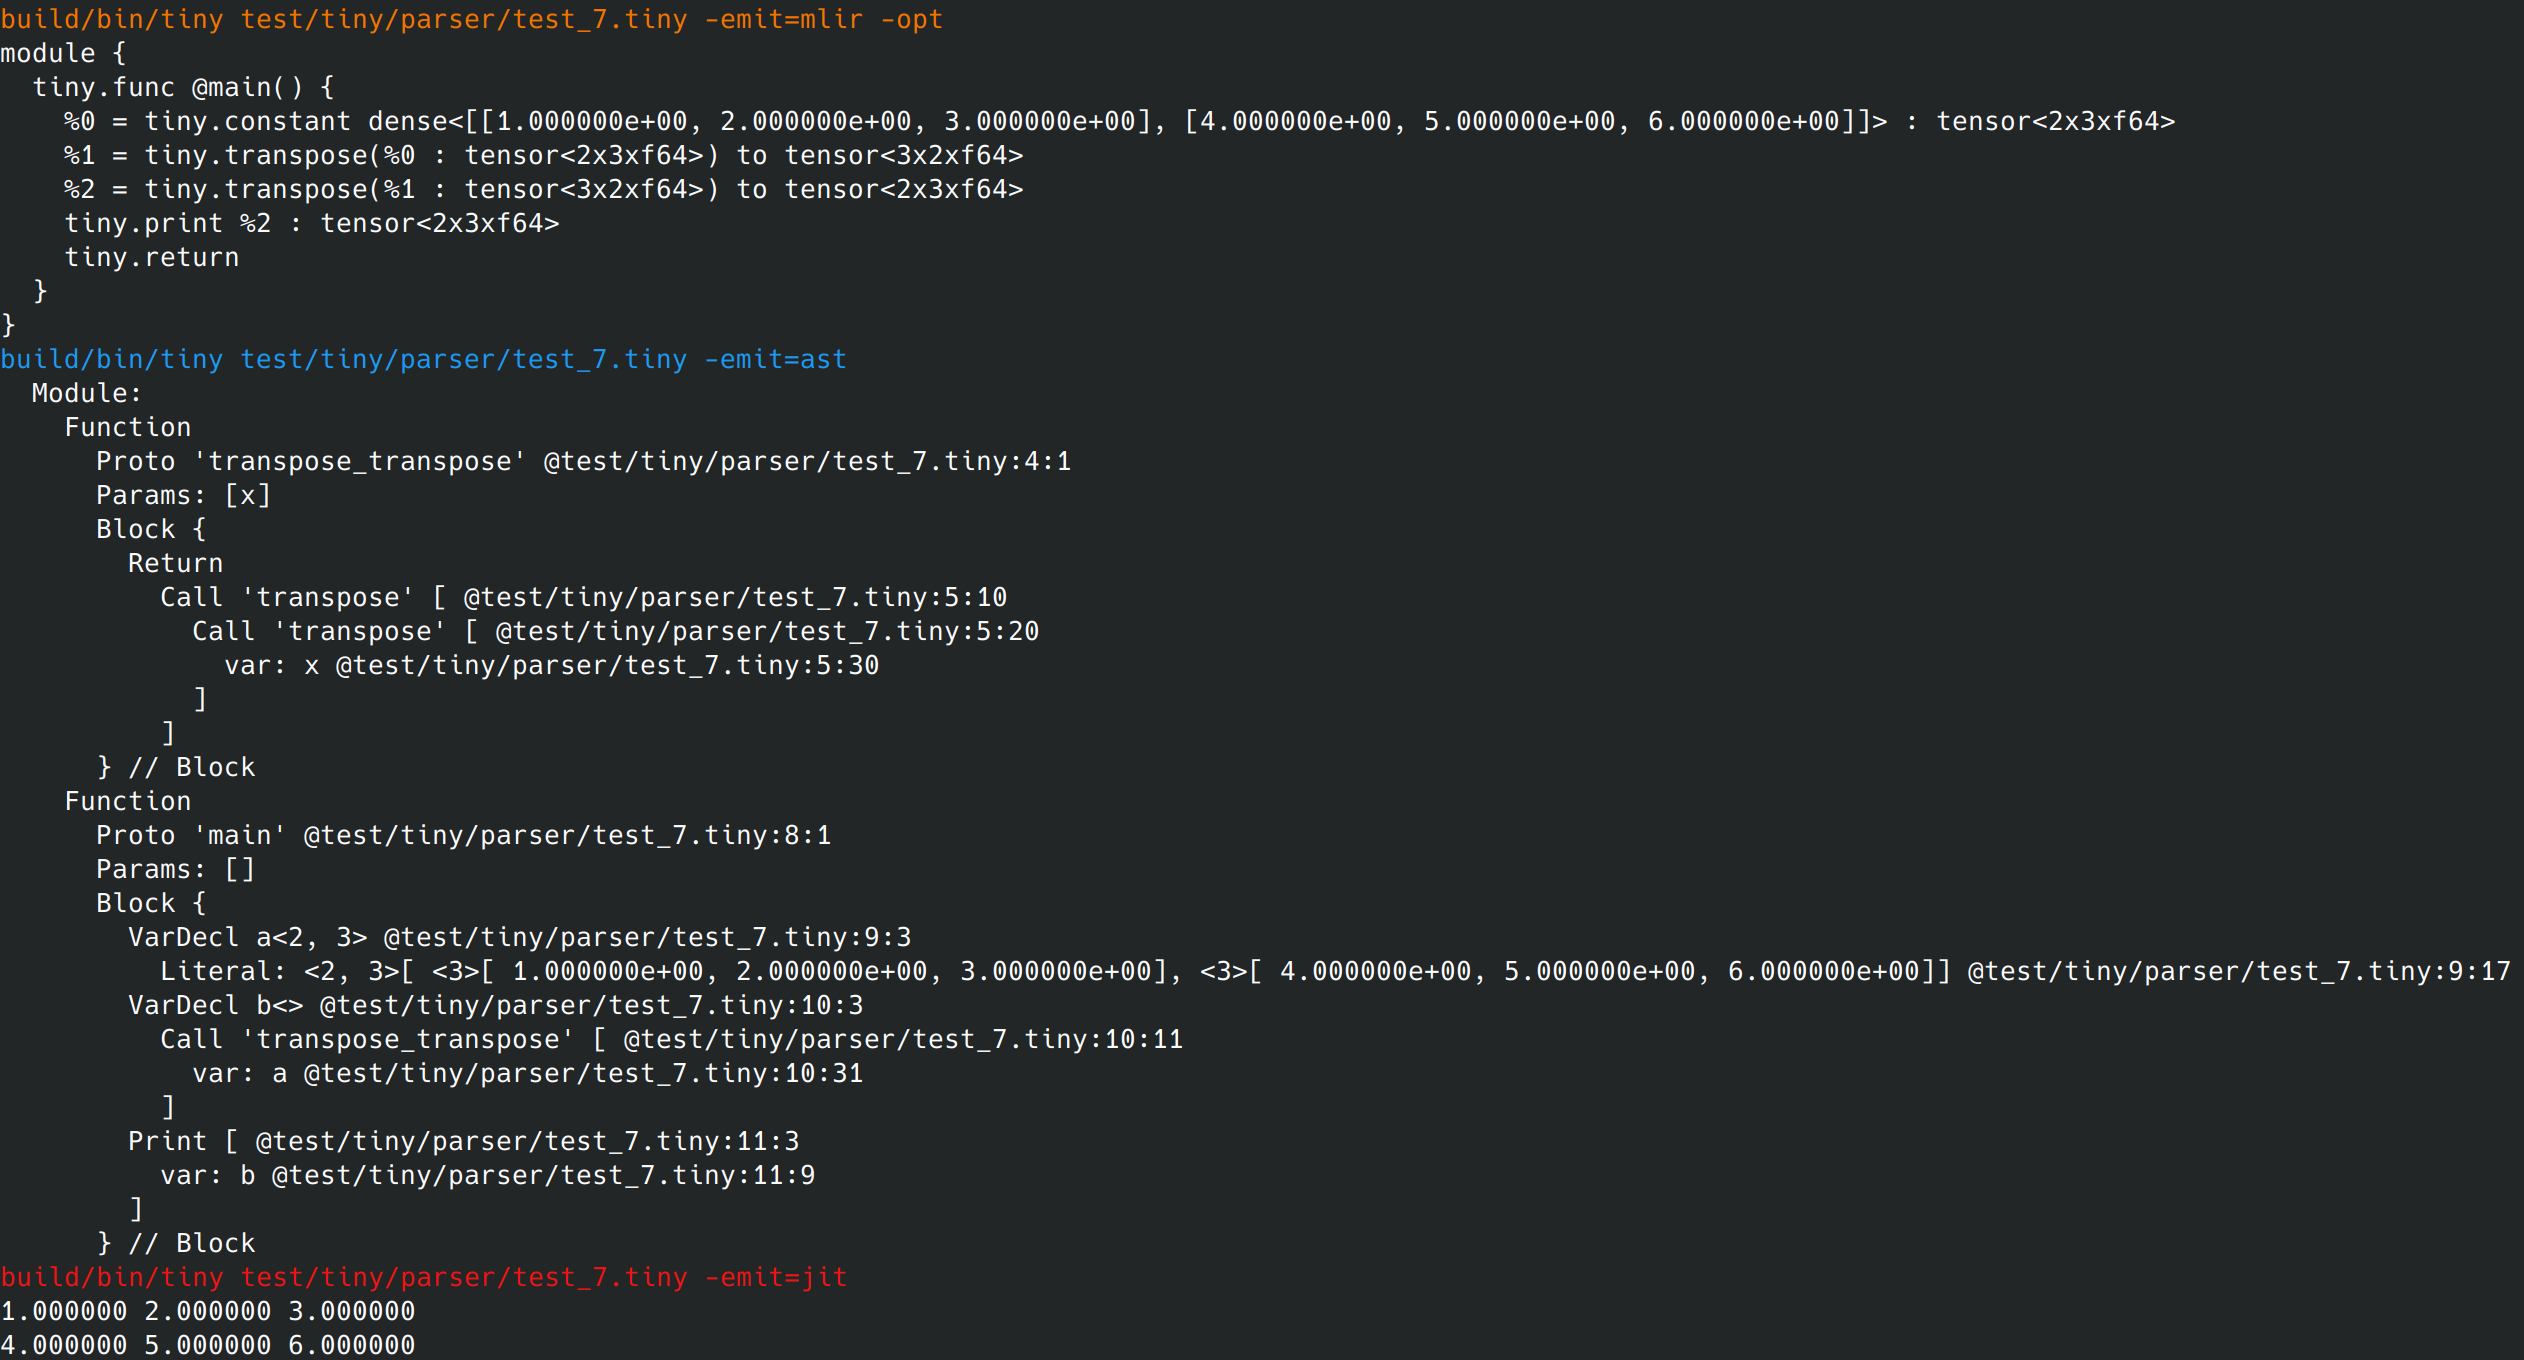 build/bin/tiny test/tiny/parser/test_7.tiny -emit=mlir -opt
module {
  tiny.func @main() {
    %0 = tiny.constant dense<[[1.000000e+00, 2.000000e+00, 3.000000e+00], [4.000000e+00, 5.000000e+00, 6.000000e+00]]> : tensor<2x3xf64>
    %1 = tiny.transpose(%0 : tensor<2x3xf64>) to tensor<3x2xf64>
    %2 = tiny.transpose(%1 : tensor<3x2xf64>) to tensor<2x3xf64>
    tiny.print %2 : tensor<2x3xf64>
    tiny.return
  }
}
build/bin/tiny test/tiny/parser/test_7.tiny -emit=ast
  Module:
    Function
      Proto 'transpose_transpose' @test/tiny/parser/test_7.tiny:4:1
      Params: [x]
      Block {
        Return
          Call 'transpose' [ @test/tiny/parser/test_7.tiny:5:10
            Call 'transpose' [ @test/tiny/parser/test_7.tiny:5:20
              var: x @test/tiny/parser/test_7.tiny:5:30
            ]
          ]
      } // Block
    Function
      Proto 'main' @test/tiny/parser/test_7.tiny:8:1
      Params: []
      Block {
        VarDecl a<2, 3> @test/tiny/parser/test_7.tiny:9:3
          Literal: <2, 3>[ <3>[ 1.000000e+00, 2.000000e+00, 3.000000e+00], <3>[ 4.000000e+00, 5.000000e+00, 6.000000e+00]] @test/tiny/parser/test_7.tiny:9:17
        VarDecl b<> @test/tiny/parser/test_7.tiny:10:3
          Call 'transpose_transpose' [ @test/tiny/parser/test_7.tiny:10:11
            var: a @test/tiny/parser/test_7.tiny:10:31
          ]
        Print [ @test/tiny/parser/test_7.tiny:11:3
          var: b @test/tiny/parser/test_7.tiny:11:9
        ]
      } // Block
build/bin/tiny test/tiny/parser/test_7.tiny -emit=jit
1.000000 2.000000 3.000000
4.000000 5.000000 6.000000